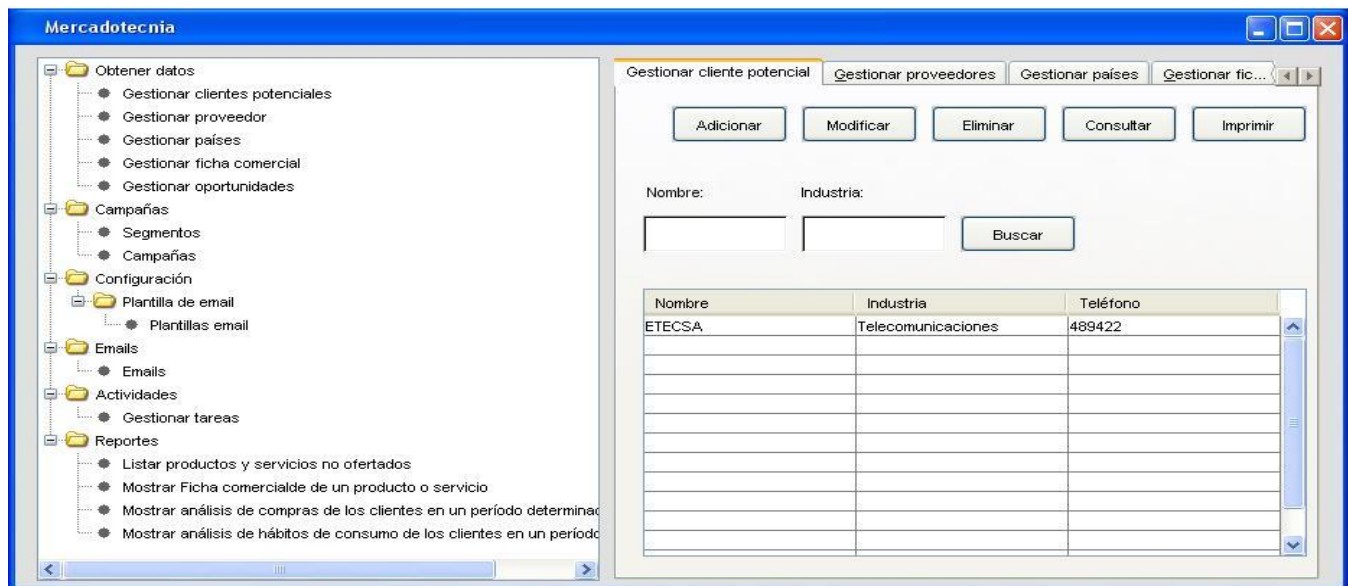 Mercadotecnia
Obtener datos
Gestionar clientes potenciales
Gestionar proveedor
Gestionar países
Gestionar ficha comercial
Gestionar oportunidades
Campañas
Segmentos
Campañas
Configuración
Plantilla de email
Plantillas email
Emails
Emails
Actividades
Gestionar tareas
Reportes
Listar productos y servicios no ofertados
Mostrar Ficha comercialde de un producto o servicio
Mostrar análisis de compras de los clientes en un período determinad
Mostrar análisis de hábitos de consumo de los clientes en un período
Gestionar cliente potencial Gestionar proveedores Gestionar países Gestionar fic...
Adicionar Modificar Eliminar Consultar Imprimir
Nombre: Industria:
Buscar
Nombre Industria Teléfono
ETECSA Telecomunicaciones 489422